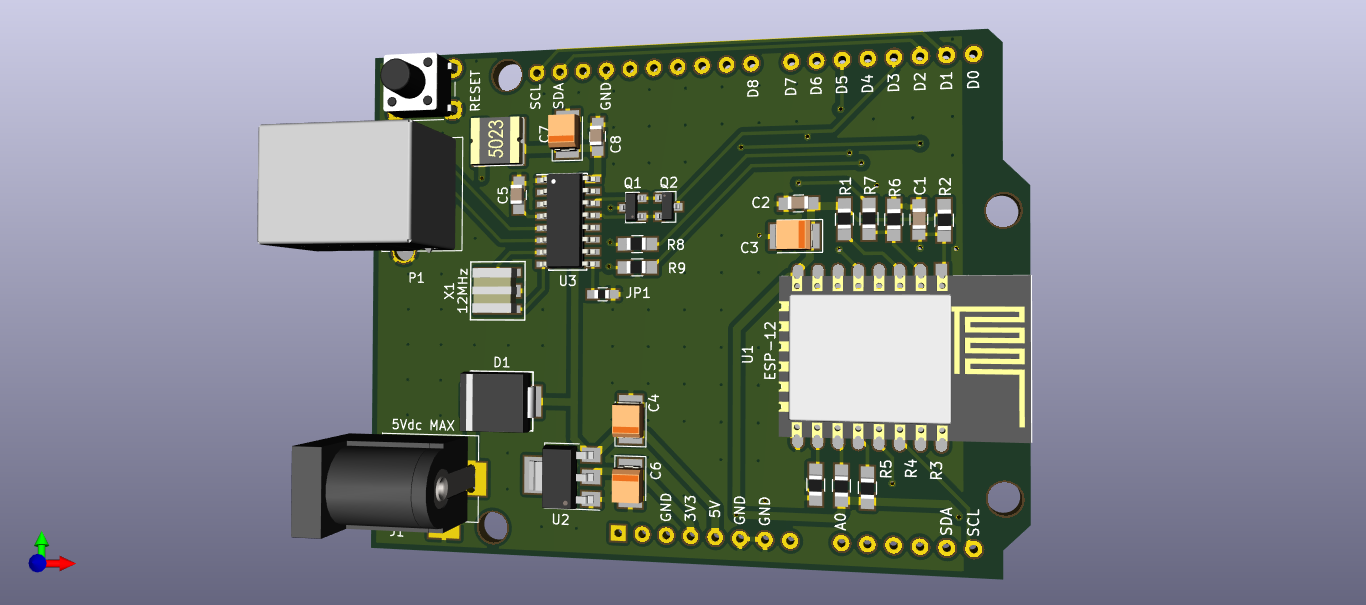 RESET
SCL
SDA
GND
D8
D7
D6
D5
D4
D3
D2
D1
D0
5023
C7
C8
C5
Q1
Q2
R8
R9
U3
JP1
P1
X1
12MHz
C2
C3
R1
R7
R6
C1
R2
U1
ESP-12
D1
5Vdc MAX
C4
C6
U2
J1
GND
3V3
5V
GND
GND
A0
R5
R4
R3
SDA
SCL